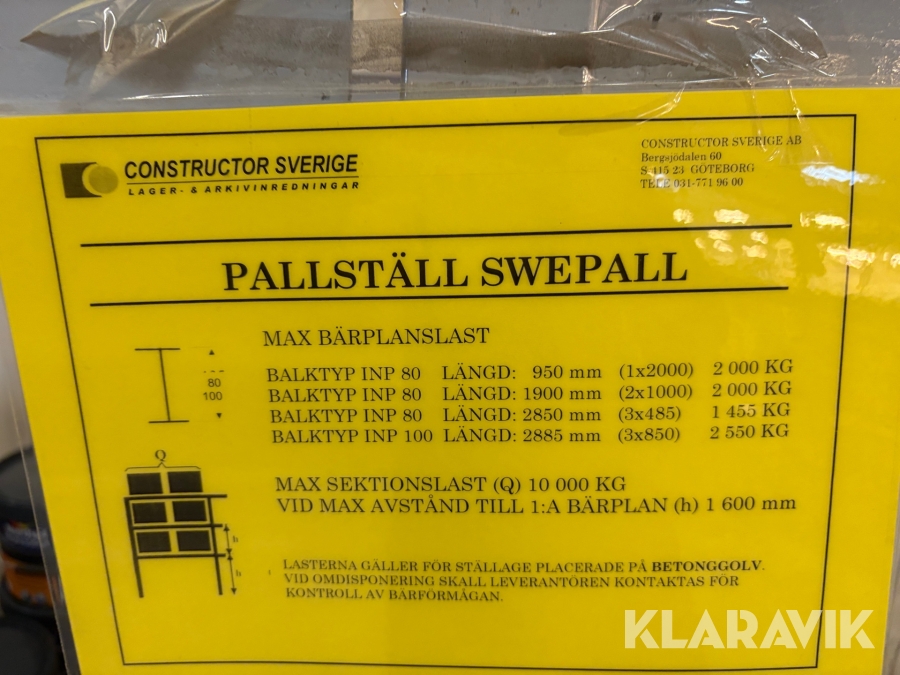 CONSTRUCTOR SVERIGE
LAGER- & ARKIVINREDNINGAR
CONSTRUCTOR SVERIGE AB
Bergsjödalen 60
S 415 23 GÖTEBORG
TELE 031-771 96 00
PALLSTÄLL SWEPALL
MAX BÄRPLANSLAST
80
100
BALKTYP INP 80 LÄNGD: 950 mm (1x2000) 2 000 KG
BALKTYP INP 80 LÄNGD: 1900 mm (2x1000) 2 000 KG
BALKTYP INP 80 LÄNGD: 2850 mm (3x485) 1 455 KG
BALKTYP INP 100 LÄNGD: 2885 mm (3x850) 2 550 KG
Q
h
h
MAX SEKTIONSLAST (Q) 10 000 KG
VID MAX AVSTÅND TILL 1:A BÄRPLAN (h) 1 600 mm
LASTERNA GÄLLER FÖR STÄLLAGE PLACERADE PÅ BETONGGOLV.
VID OMDISPONERING SKALL LEVERANTÖREN KONTAKTAS FÖR
KONTROLL AV BÄRFÖRMÅGAN.
KLARAVIK